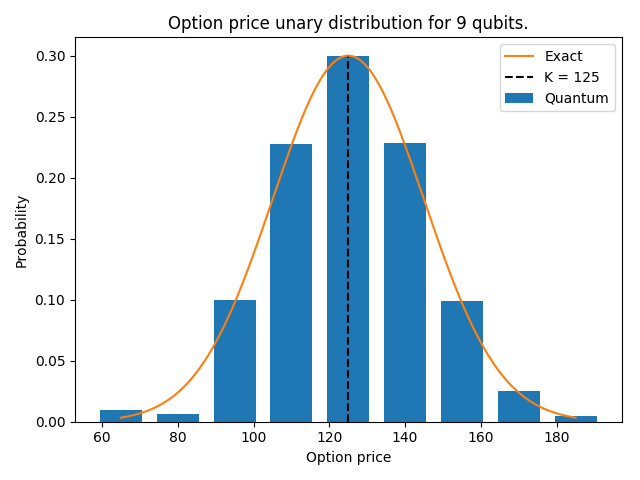 Option price unary distribution for 9 qubits.
Exact
K = 125
Quantum
0.30
0.25
0.20
0.15
0.10
0.05
0.00
Probability
60
80
100
120
140
160
180
Option price